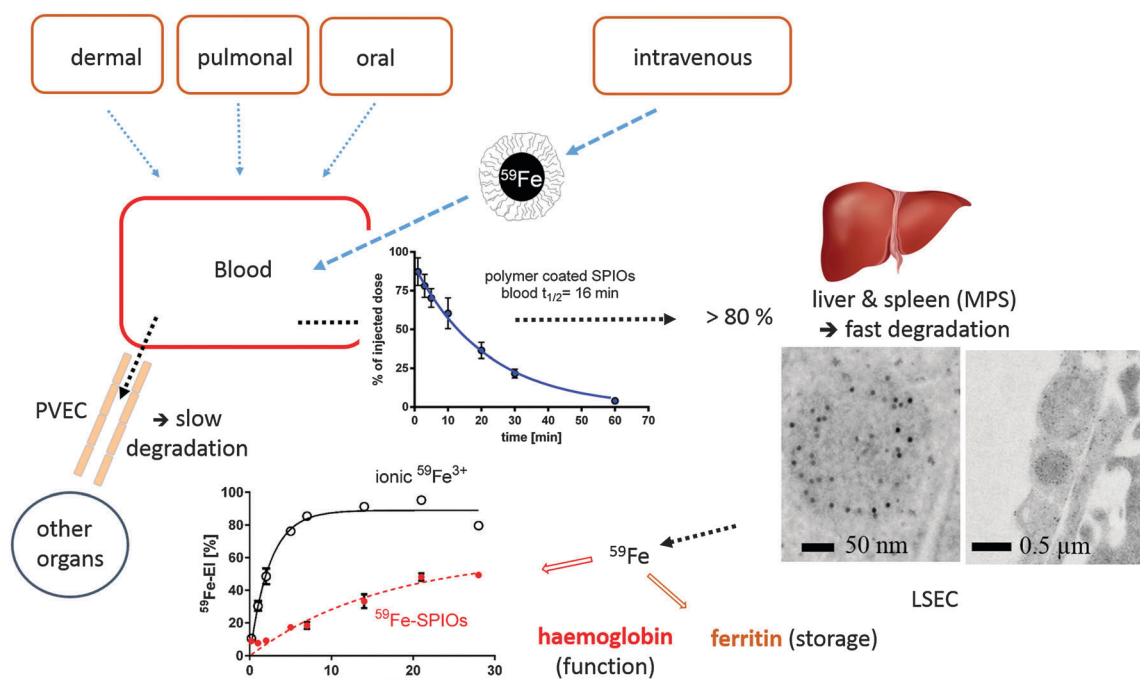 dermal
pulmonal
oral
intravenous
⁵⁹Fe
Blood
100
75
50
25
0
% of injected dose
0 10 20 30 40 50 60 70
time [min]
polymer coated SPIOs
blood t₁/₂= 16 min
> 80 %
liver & spleen (MPS)
➔ fast degradation
PVEC
➔ slow
degradation
other
organs
ionic ⁵⁹Fe³⁺
100
80
60
40
20
0
⁵⁹Fe-EI [%]
0 10 20 30
⁵⁹Fe-SPIOs
⁵⁹Fe
haemoglobin
(function)
ferritin (storage)
50 nm
0.5 µm
LSEC